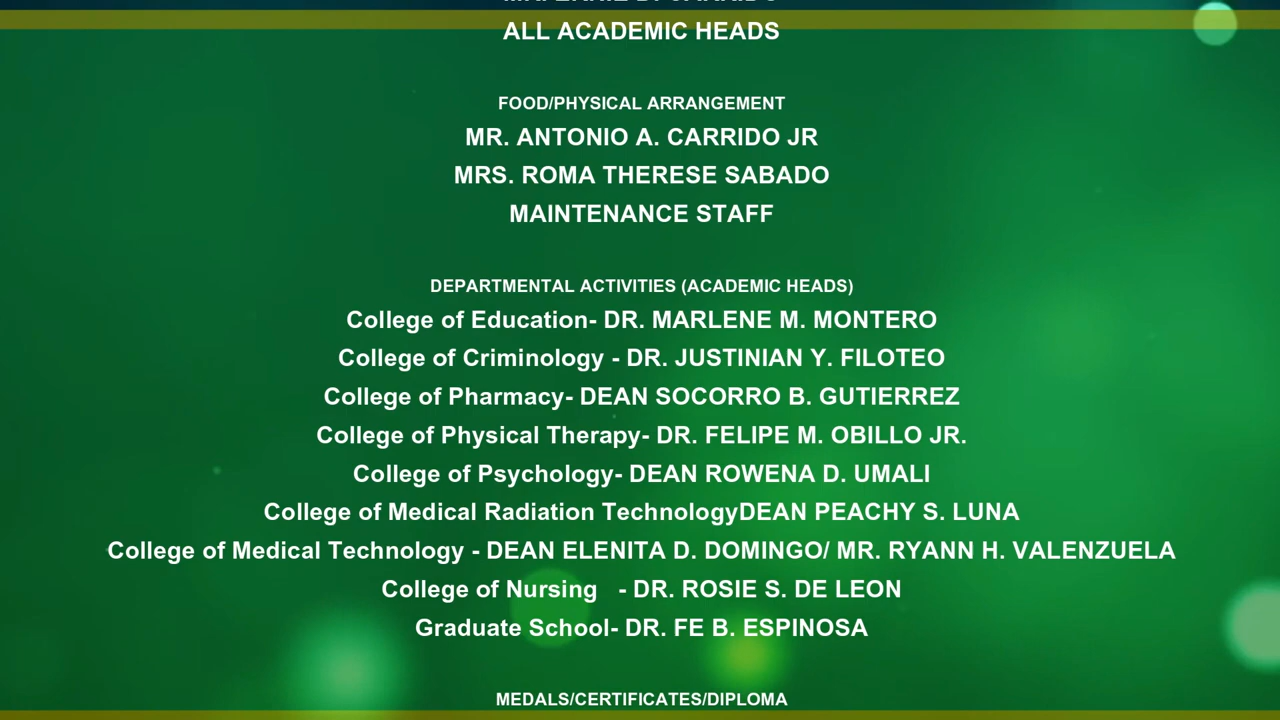 ALL ACADEMIC HEADS
FOOD/PHYSICAL ARRANGEMENT
MR. ANTONIO A. CARRIDO JR
MRS. ROMA THERESE SABADO
MAINTENANCE STAFF
DEPARTMENTAL ACTIVITIES (ACADEMIC HEADS)
College of Education- DR. MARLENE M. MONTERO
College of Criminology - DR. JUSTINIAN Y. FILOTEO
College of Pharmacy- DEAN SOCORRO B. GUTIERREZ
College of Physical Therapy- DR. FELIPE M. OBILLO JR.
College of Psychology- DEAN ROWENA D. UMALI
College of Medical Radiation TechnologyDEAN PEACHY S. LUNA
College of Medical Technology - DEAN ELENITA D. DOMINGO/ MR. RYANN H. VALENZUELA
College of Nursing - DR. ROSIE S. DE LEON
Graduate School- DR. FE B. ESPINOSA
MEDALS/CERTIFICATES/DIPLOMA